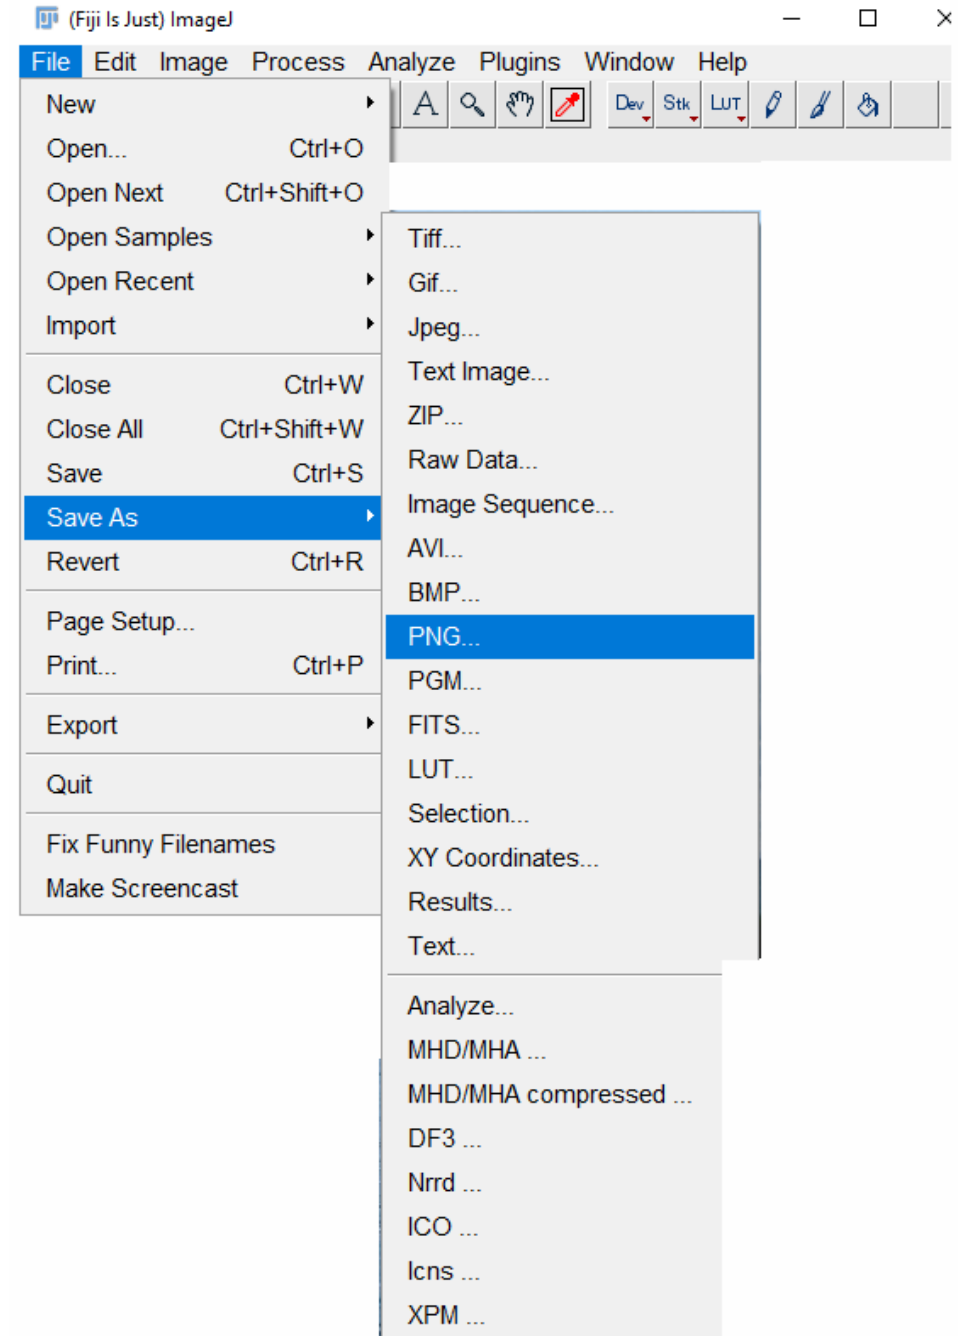 (Fiji Is Just) ImageJ
File Edit Image Process Analyze Plugins Window Help
A Dev Stk LUT
New
Open... Ctrl+O
Open Next Ctrl+Shift+O
Open Samples
Open Recent
Import
Close Ctrl+W
Close All Ctrl+Shift+W
Save Ctrl+S
Save As
Revert Ctrl+R
Page Setup...
Print... Ctrl+P
Export
Quit
Fix Funny Filenames
Make Screencast
Tiff...
Gif...
Jpeg...
Text Image...
ZIP...
Raw Data...
Image Sequence...
AVI...
BMP...
PNG...
PGM...
FITS...
LUT...
Selection...
XY Coordinates...
Results...
Text...
Analyze...
MHD/MHA ...
MHD/MHA compressed ...
DF3 ...
Nrrd ...
ICO ...
Icns ...
XPM ...